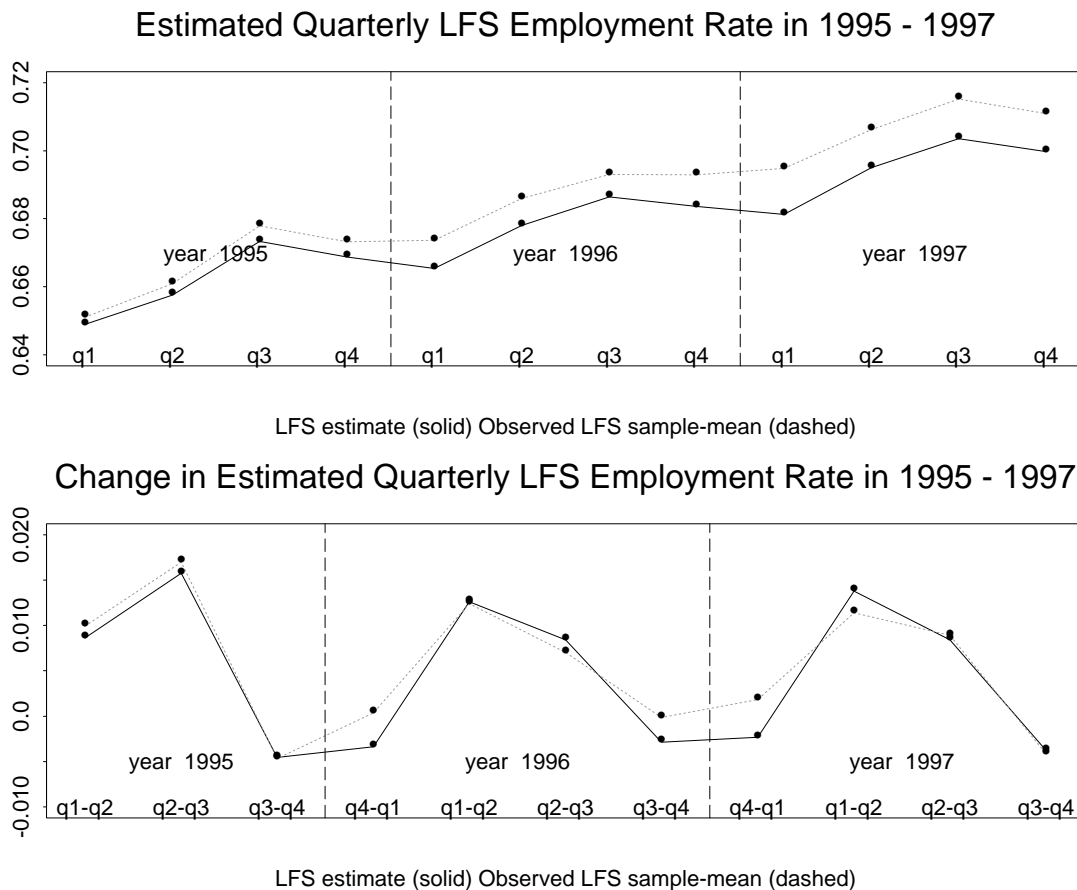 Estimated Quarterly LFS Employment Rate in 1995 - 1997
0.72
0.70
0.68
0.66
0.64
year 1995 year 1996 year 1997
q1 q2 q3 q4 q1 q2 q3 q4 q1 q2 q3 q4
LFS estimate (solid) Observed LFS sample-mean (dashed)
Change in Estimated Quarterly LFS Employment Rate in 1995 - 1997
0.020
0.010
0.0
-0.010
year 1995 year 1996 year 1997
q1-q2 q2-q3 q3-q4 q4-q1 q1-q2 q2-q3 q3-q4 q4-q1 q1-q2 q2-q3 q3-q4
LFS estimate (solid) Observed LFS sample-mean (dashed)